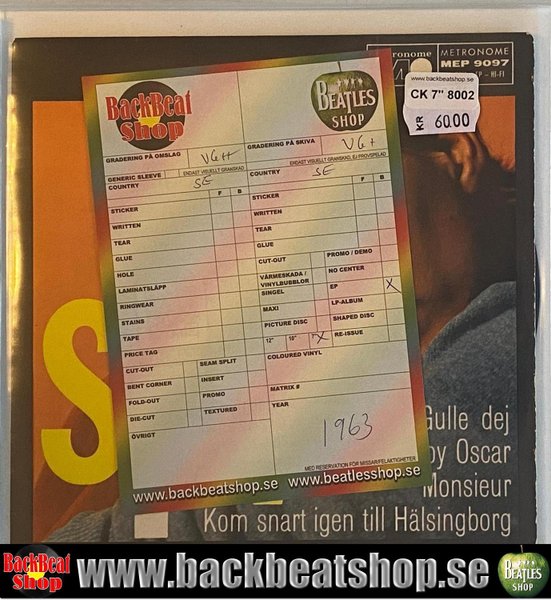 ronome
METRONOME
MEP 9097
EP - HI-FI
www.backbeatshop.se
CK 7" 8002
KR 60.00
BackBeat
Shop
BEATLES
SHOP
GRADERING PÅ OMSLAG VG++
GRADERING PÅ SKIVA VG+
GENERIC SLEEVE ENDAST VISUELLT GRANSKAD
ENDAST VISUELLT GRANSKAD, EJ PROVSPELAD
COUNTRY SE
COUNTRY SE
F B
F B
STICKER
STICKER
WRITTEN
WRITTEN
TEAR
TEAR
GLUE
GLUE
HOLE
CUT-OUT
PROMO / DEMO
LAMINATSLÄPP
VÄRMESKADA /
VINYLBUBBLOR
NO CENTER
RINGWEAR
SINGEL
EP X
STAINS
MAXI
LP-ALBUM
TAPE
PICTURE DISC
SHAPED DISC
PRICE TAG
12" 10" 7" X
RE-ISSUE
CUT-OUT
SEAM SPLIT
COLOURED VINYL
BENT CORNER
INSERT
FOLD-OUT
PROMO
MATRIX #
DIE-CUT
TEXTURED
YEAR
ÖVRIGT
1963
MED RESERVATION FÖR MISSAR/FELAKTIGHETER
www.backbeatshop.se www.beatlesshop.se
S
Gulle dej
oy Oscar
Monsieur
Kom snart igen till Hälsingborg
BackBeat
Shop
www.backbeatshop.se
BEATLES
SHOP